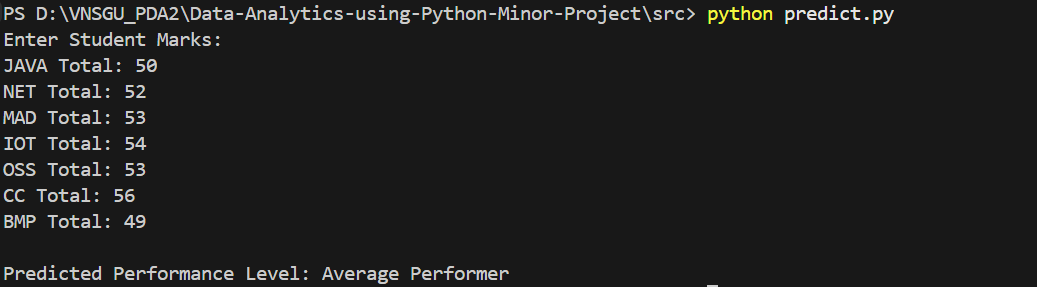 PS D:\VNSGU_PDA2\Data-Analytics-using-Python-Minor-Project\src> python predict.py
Enter Student Marks:
JAVA Total: 50
NET Total: 52
MAD Total: 53
IOT Total: 54
OSS Total: 53
CC Total: 56
BMP Total: 49
Predicted Performance Level: Average Performer